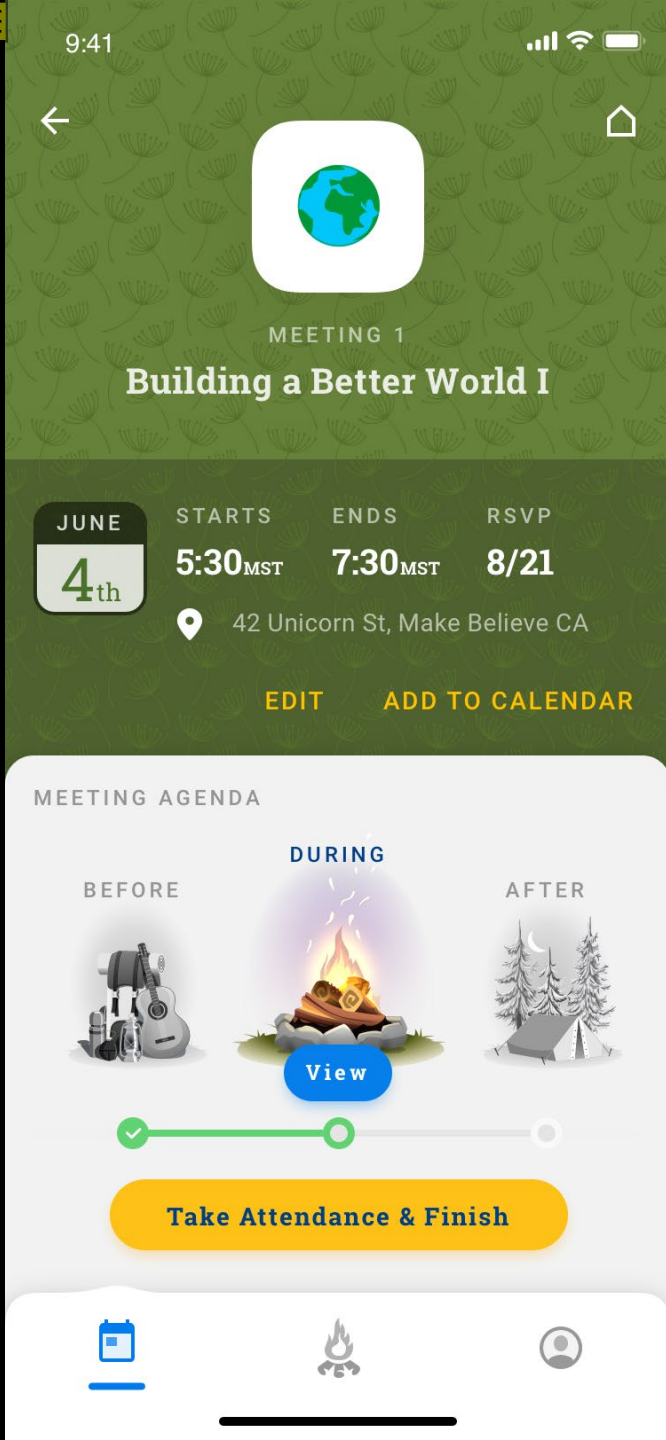 9:41
MEETING 1
Building a Better World I
JUNE
4th
STARTS ENDS RSVP
5:30MST 7:30MST 8/21
42 Unicorn St, Make Believe CA
EDIT ADD TO CALENDAR
MEETING AGENDA
DURING
BEFORE AFTER
View
Take Attendance & Finish